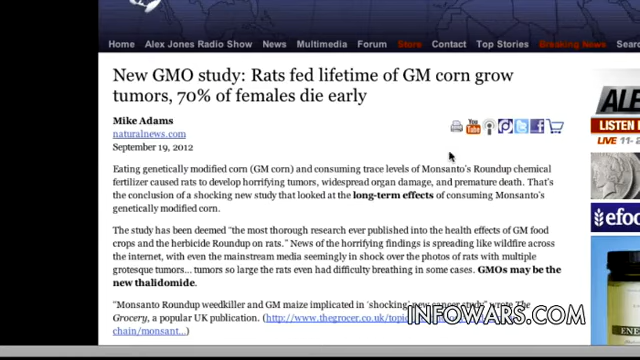 Home Alex Jones Radio Show News Multimedia Forum Store Contact Top Stories Breaking News Sear
New GMO study: Rats fed lifetime of GM corn grow
tumors, 70% of females die early
Mike Adams
naturalnews.com
September 19, 2012
You Tube
ALE
LISTEN
LIVE 11-2
Eating genetically modified corn (GM corn) and consuming trace levels of Monsanto's Roundup chemical
fertilizer caused rats to develop horrifying tumors, widespread organ damage, and premature death. That's
the conclusion of a shocking new study that looked at the long-term effects of consuming Monsanto's
genetically modified corn.
efoo
The study has been deemed "the most thorough research ever published into the health effects of GM food
crops and the herbicide Roundup on rats." News of the horrifying findings is spreading like wildfire across the
internet, with even the mainstream media seemingly in shock over the photos of rats with multiple
grotesque tumors... tumors so large the rats even had difficulty breathing in some cases. GMOs may be the
new thalidomide.
"Monsanto Roundup weedkiller and GM maize implicated in 'shocking' new cancer study" wrote The
Grocery, a popular UK publication. (http://www.thegrocer.co.uk/topic
chain/monsant...)
INFOWARS.COM